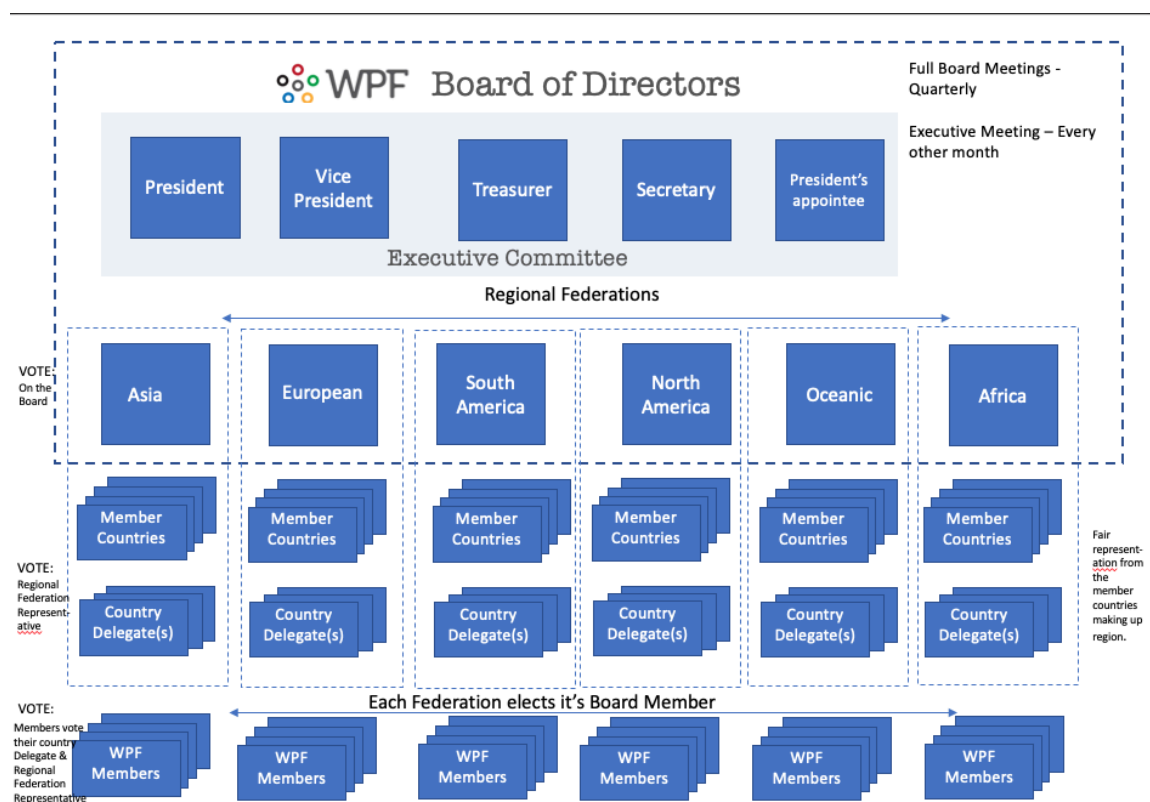 WPF Board of Directors
Full Board Meetings -
Quarterly
Executive Meeting – Every
other month
President
Vice
President
Treasurer
Secretary
President's
appointee
Executive Committee
Regional Federations
VOTE:
On the
Board
Asia
European
South
America
North
America
Oceanic
Africa
Member
Countries
Member
Countries
Member
Countries
Member
Countries
Member
Countries
Member
Countries
VOTE:
Regional
Federation
Represent-
ative
Country
Delegate(s)
Country
Delegate(s)
Country
Delegate(s)
Country
Delegate(s)
Country
Delegate(s)
Country
Delegate(s)
Fair
represent-
ation from
the
member
countries
making up
region.
Each Federation elects it's Board Member
VOTE:
Members vote
their country
Delegate &
Regional
Federation
Representative
WPF
Members
WPF
Members
WPF
Members
WPF
Members
WPF
Members
WPF
Members